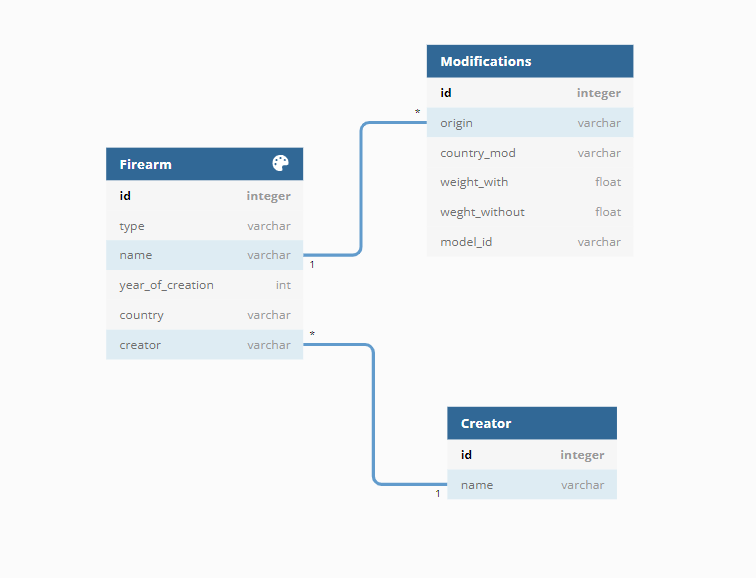 Modifications
id integer
* origin varchar
country_mod varchar
weight_with float
weght_without float
model_id varchar
Firearm
id integer
type varchar
name varchar
1
year_of_creation int
country varchar
*
creator varchar
Creator
id integer
name varchar
1